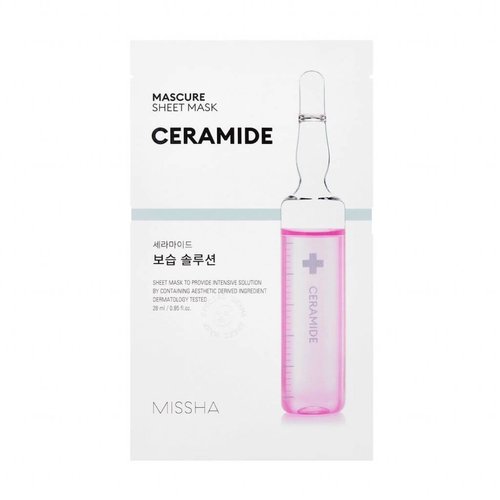 MASCURE
SHEET MASK
CERAMIDE
세라마이드
보습 솔루션
SHEET MASK TO PROVIDE INTENSIVE SOLUTION
BY CONTAINING AESTHETIC DERIVED INGREDIENT
DERMATOLOGY TESTED
28 ml / 0.95 fl.oz.
MISSHA
CERAMIDE